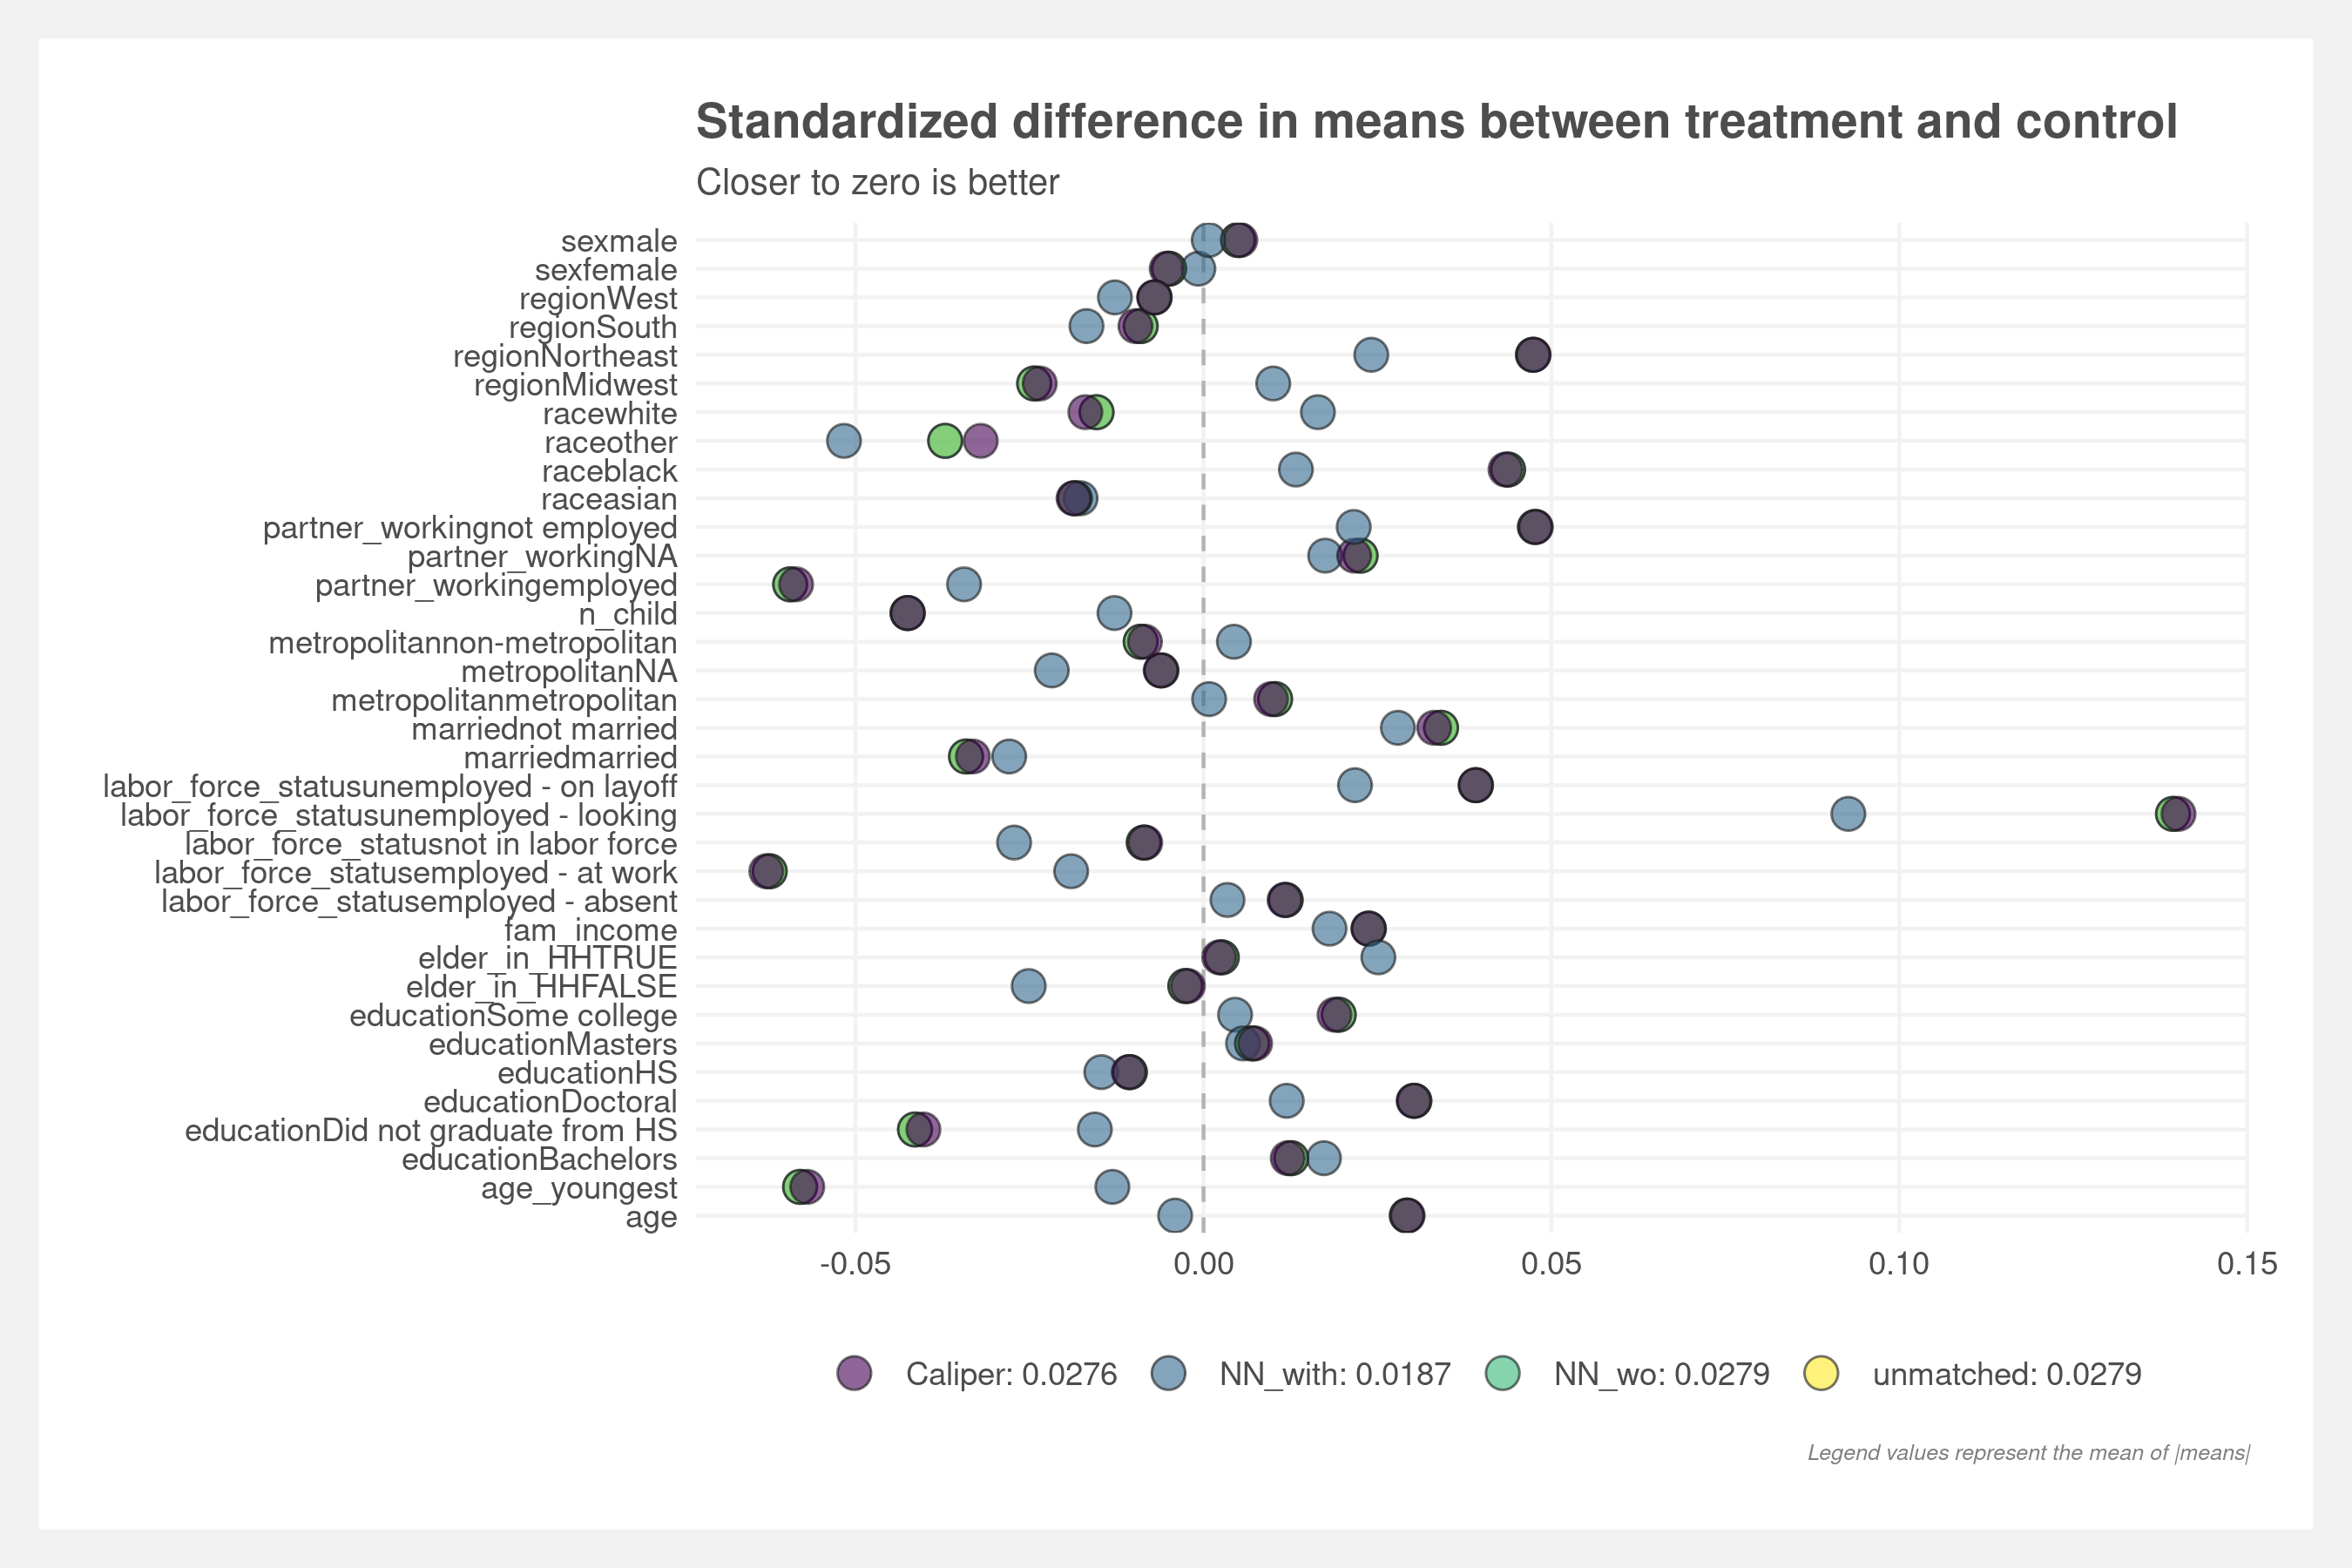 Standardized difference in means between treatment and control
Closer to zero is better
sexmale
sexfemale
regionWest
regionSouth
regionNortheast
regionMidwest
racewhite
raceother
raceblack
raceasian
partner_workingnot employed
partner_workingNA
partner_workingemployed
n_child
metropolitannon-metropolitan
metropolitanNA
metropolitanmetropolitan
marriednot married
marriedmarried
labor_force_statusunemployed - on layoff
labor_force_statusunemployed - looking
labor_force_statusnot in labor force
labor_force_statusemployed - at work
labor_force_statusemployed - absent
fam_income
elder_in_HHTRUE
elder_in_HHFALSE
educationSome college
educationMasters
educationHS
educationDoctoral
educationDid not graduate from HS
educationBachelors
age_youngest
age
-0.05 0.00 0.05 0.10 0.15
Caliper: 0.0276 NN_with: 0.0187 NN_wo: 0.0279 unmatched: 0.0279
Legend values represent the mean of |means|